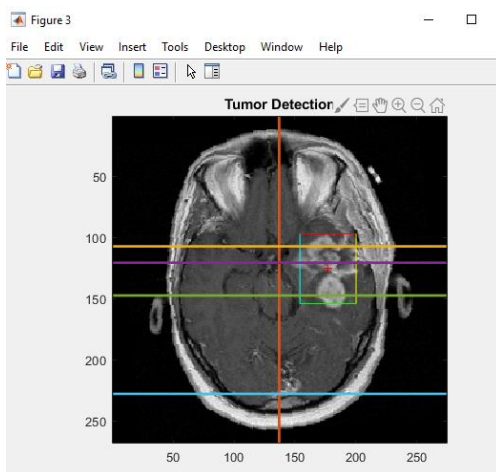 Figure 3
File Edit View Insert Tools Desktop Window Help
Tumor Detection
50
100
150
200
250
50 100 150 200 250